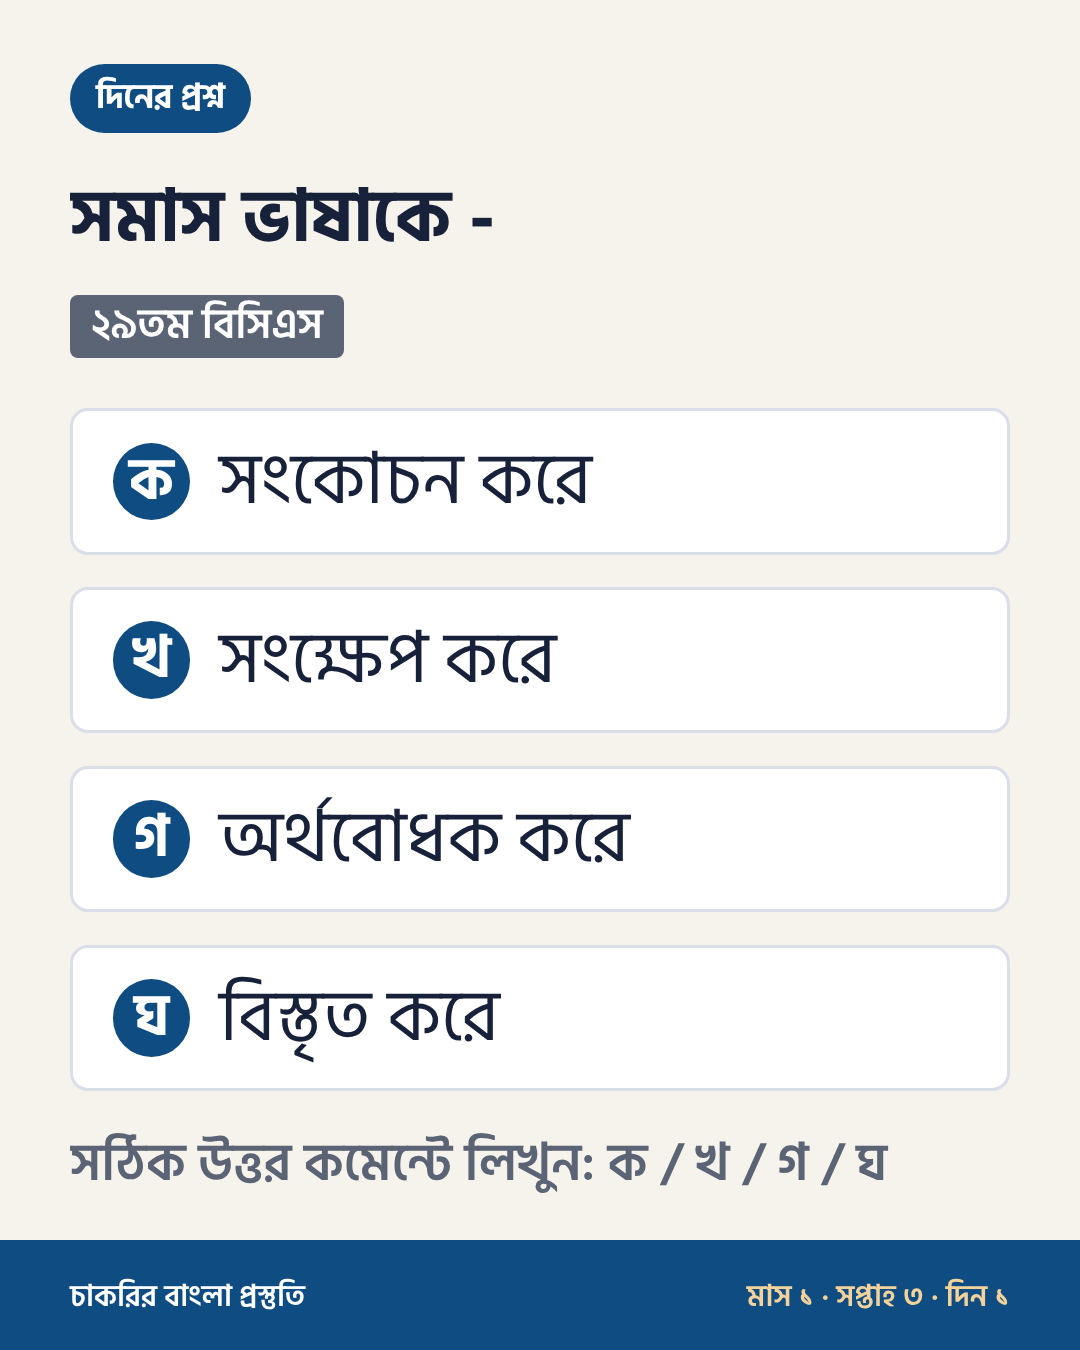 দিনের প্রশ্ন
সমাস ভাষাকে -
২৯তম বিসিএস
ক সংকোচন করে
খ সংক্ষেপ করে
গ অর্থবোধক করে
ঘ বিস্তৃত করে
সঠিক উত্তর কমেন্টে লিখুন: ক / খ / গ / ঘ
চাকরির বাংলা প্রস্তুতি
মাস ১ · সপ্তাহ ৩ · দিন ১